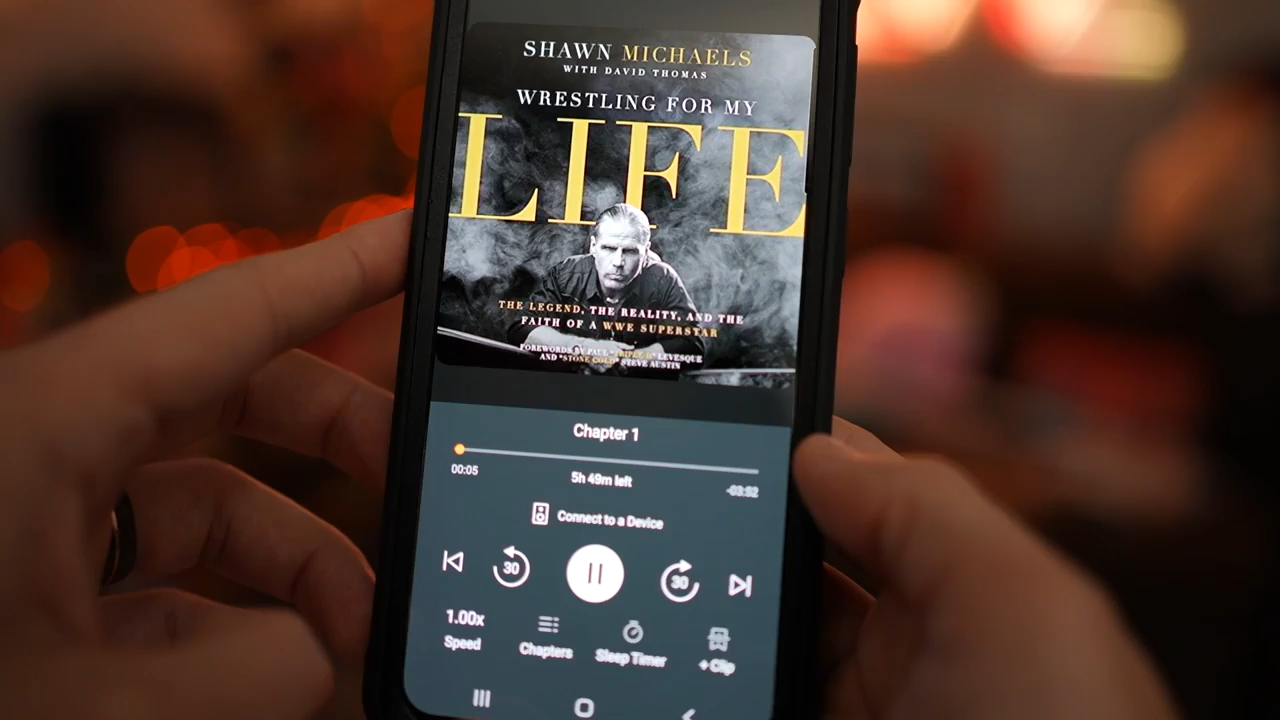 SHAWN MICHAELS
WITH DAVID THOMAS
WRESTLING FOR MY
LIFE
THE LEGEND, THE REALITY, AND THE
FAITH OF A WWE SUPERSTAR
FOREWORDS BY PAUL "TRIPLE H" LEVESQUE
AND "STONE COLD" STEVE AUSTIN
Chapter 1
00:05
5h 49m left
-03:52
Connect to a Device
30
30
1.00x
Speed
Chapters
Sleep Timer
+ Clip